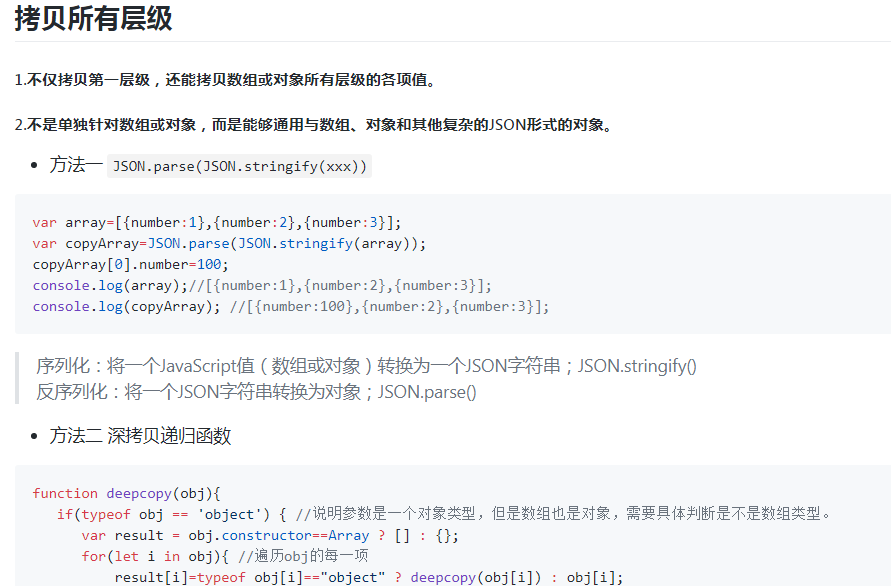 拷贝所有层级
1.不仅拷贝第一层级，还能拷贝数组或对象所有层级的各项值。
2.不是单独针对数组或对象，而是能够通用与数组、对象和其他复杂的JSON形式的对象。
• 方法一 JSON.parse(JSON.stringify(xxx))
var array=[{number:1},{number:2},{number:3}];
var copyArray=JSON.parse(JSON.stringify(array));
copyArray[0].number=100;
console.log(array);//[{number:1},{number:2},{number:3}];
console.log(copyArray); //[{number:100},{number:2},{number:3}];
序列化：将一个JavaScript值（数组或对象）转换为一个JSON字符串；JSON.stringify()
反序列化：将一个JSON字符串转换为对象；JSON.parse()
• 方法二 深拷贝递归函数
function deepcopy(obj){
if(typeof obj == 'object') { //说明参数是一个对象类型，但是数组也是对象，需要具体判断是不是数组类型。
var result = obj.constructor==Array ? [] : {};
for(let i in obj){ //遍历obj的每一项
result[i]=typeof obj[i]=="object" ? deepcopy(obj[i]) : obj[i];